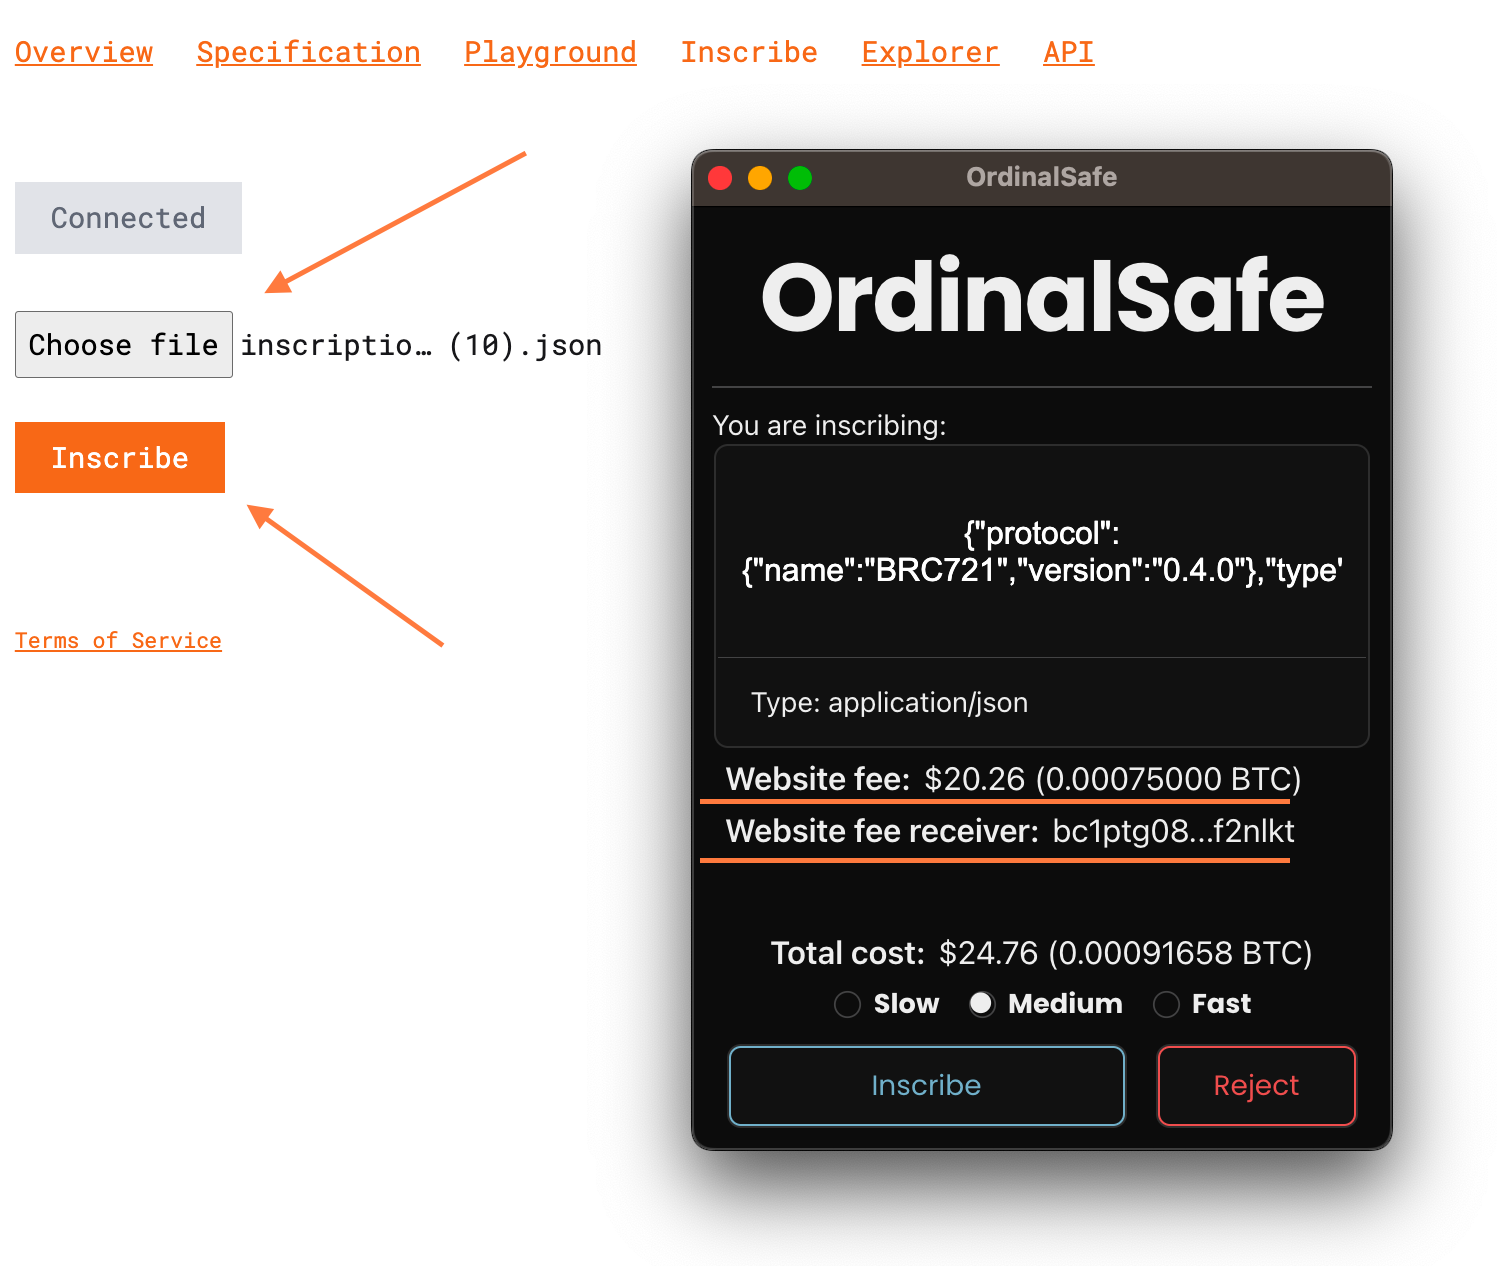 Overview Specification Playground Inscribe Explorer API
Connected
Choose file inscriptio… (10).json
Inscribe
Terms of Service
OrdinalSafe
OrdinalSafe
You are inscribing:
{"protocol":
{"name":"BRC721","version":"0.4.0"},"type'
Type: application/json
Website fee: $20.26 (0.00075000 BTC)
Website fee receiver: bc1ptg08...f2nlkt
Total cost: $24.76 (0.00091658 BTC)
Slow Medium Fast
Inscribe Reject